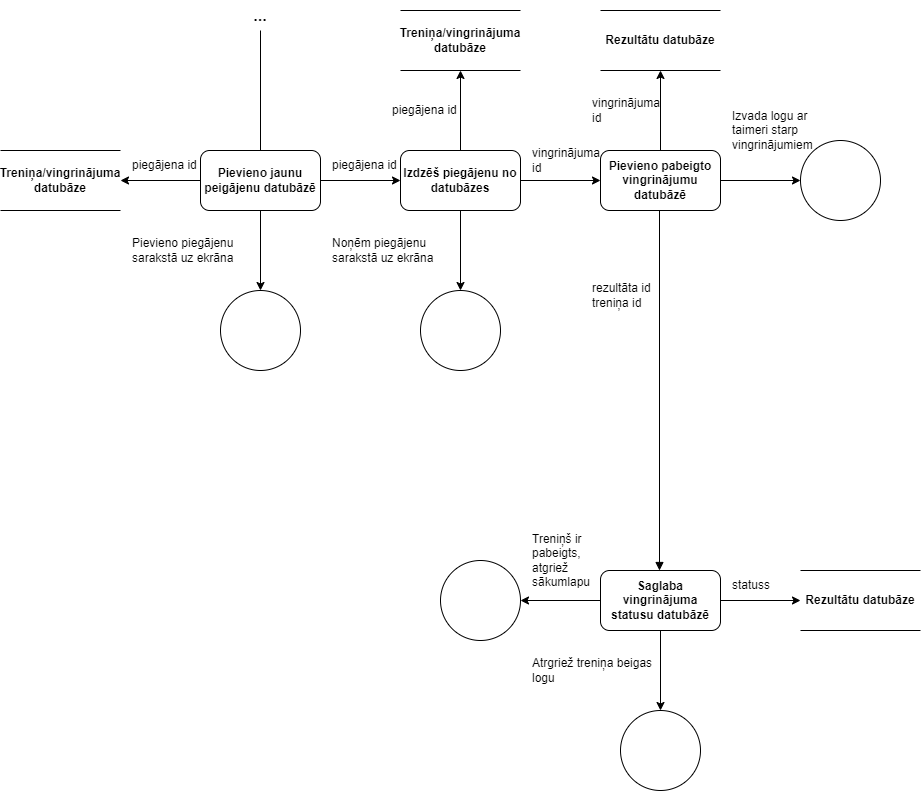 ...
Treniņa/vingrinājuma
datubāze
Rezultātu datubāze
piegājena id
vingrinājuma
id
Izvada logu ar
taimeri starp
vingrinājumiem
Treniņa/vingrinājuma
datubāze
piegājena id
Pievieno jaunu
peigājenu datubāzē
piegājena id
Izdzēš piegājenu no
datubāzes
vingrinājuma
id
Pievieno pabeigto
vingrinājumu
datubāzē
Pievieno piegājenu
sarakstā uz ekrāna
Noņēm piegājenu
sarakstā uz ekrāna
rezultāta id
treniņa id
Treniņš ir
pabeigts,
atgriež
sākumlapu
Saglaba
vingrinājuma
statusu datubāzē
statuss
Rezultātu datubāze
Atrgriež treniņa beigas
logu